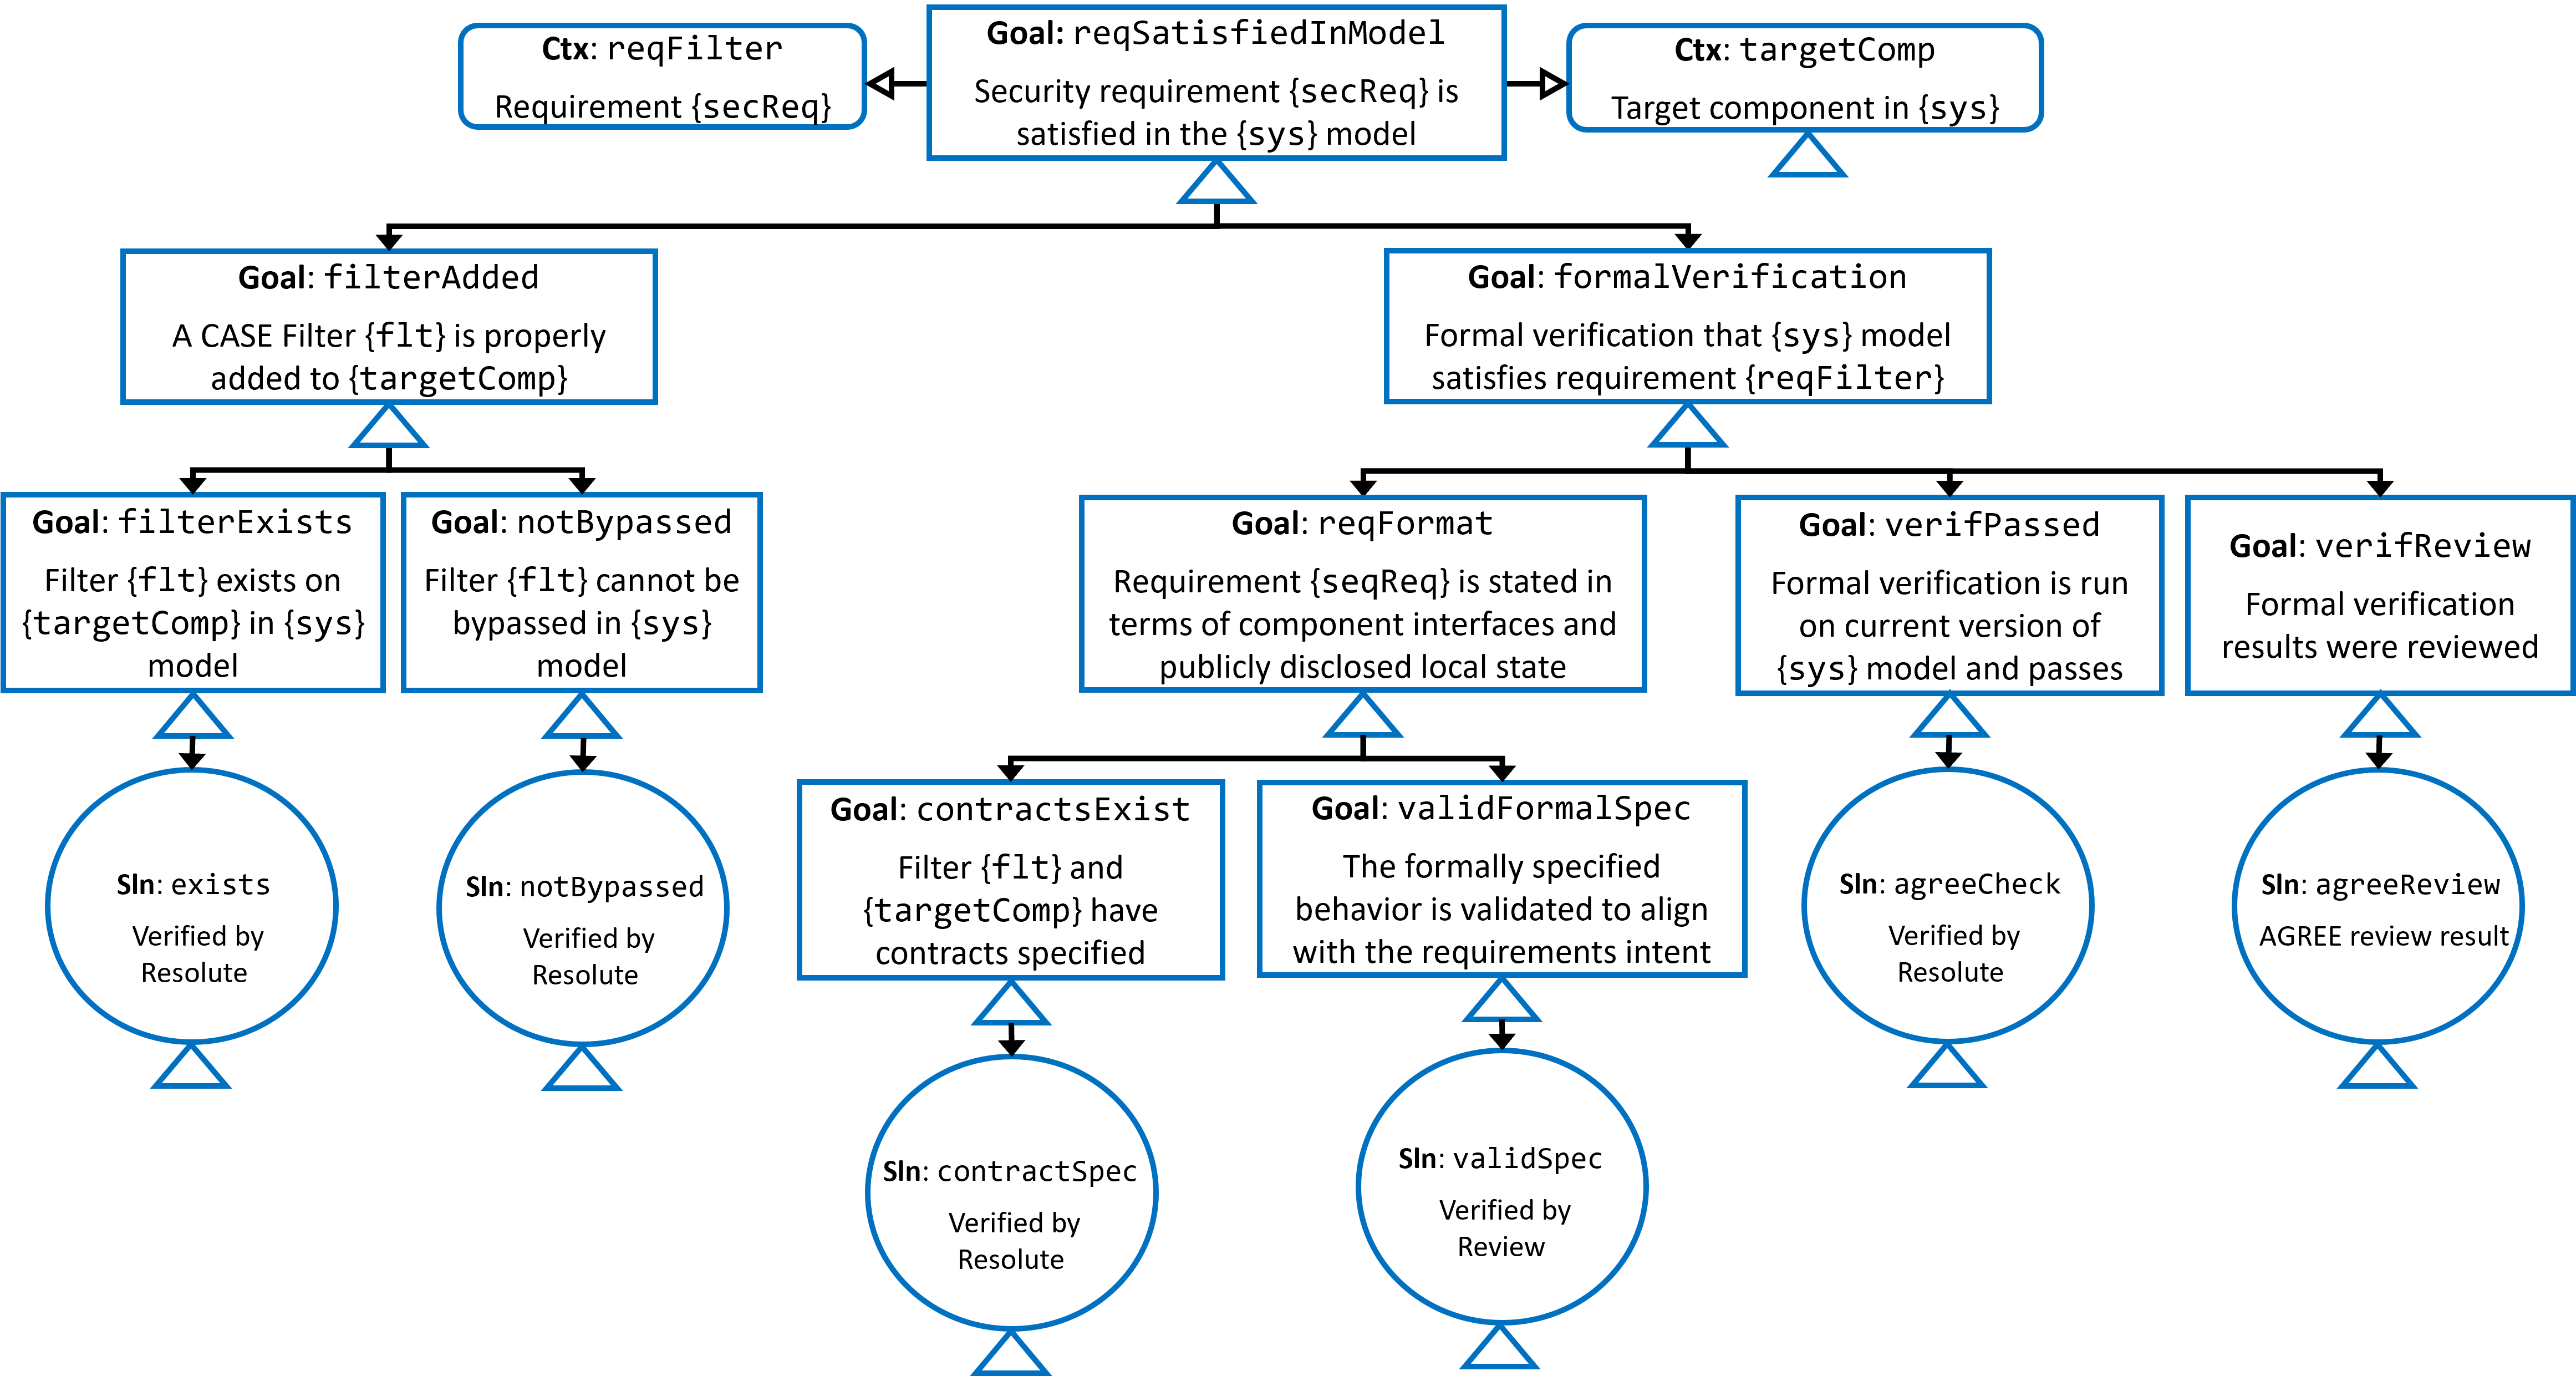 Ctx: reqFilter
Requirement {secReq}
Goal: reqSatisfiedInModel
Security requirement {secReq} is
satisfied in the {sys} model
Ctx: targetComp
Target component in {sys}
Goal: filterAdded
A CASE Filter {flt} is properly
added to {targetComp}
Goal: formalVerification
Formal verification that {sys} model
satisfies requirement {reqFilter}
Goal: filterExists
Filter {flt} exists on
{targetComp} in {sys}
model
Goal: notBypassed
Filter {flt} cannot be
bypassed in {sys}
model
Goal: reqFormat
Requirement {seqReq} is stated in
terms of component interfaces and
publicly disclosed local state
Goal: verifPassed
Formal verification is run
on current version of
{sys} model and passes
Goal: verifReview
Formal verification
results were reviewed
Goal: contractsExist
Filter {flt} and
{targetComp} have
contracts specified
Goal: validFormalSpec
The formally specified
behavior is validated to align
with the requirements intent
Sln: exists
Verified by
Resolute
Sln: notBypassed
Verified by
Resolute
Sln: agreeCheck
Verified by
Resolute
Sln: agreeReview
AGREE review result
Sln: contractSpec
Verified by
Resolute
Sln: validSpec
Verified by
Review